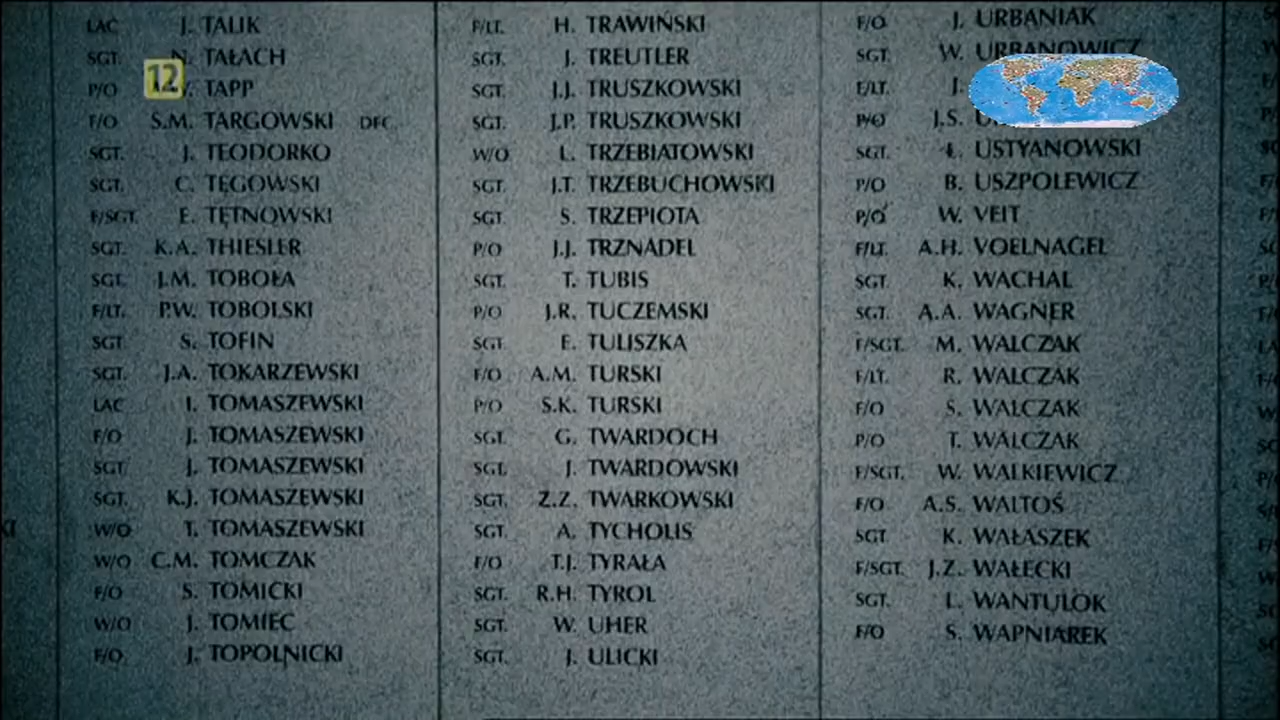 LAC J. TALIK
SGT. N. TAŁACH
12
P/O TAPP
F/O S.M. TARGOWSKI DFC
SGT. J. TEODORKO
SGT. C. TĘGOWSKI
F/SGT. E. TĘTNOWSKI
SGT. K.A. THIESLER
SGT. J.M. TOBOŁA
F/LT. P.W. TOBOLSKI
SGT. S. TOFIN
SGT. J.A. TOKARZEWSKI
LAC I. TOMASZEWSKI
F/O J. TOMASZEWSKI
SGT. J. TOMASZEWSKI
SGT. K.J. TOMASZEWSKI
W/O T. TOMASZEWSKI
W/O C.M. TOMCZAK
F/O S. TOMICKI
W/O J. TOMIEC
F/O J. TOPOLNICKI
F/LT. H. TRAWIŃSKI
SGT. J. TREUTLER
SGT. J.J. TRUSZKOWSKI
SGT. J.P. TRUSZKOWSKI
W/O L. TRZEBIATOWSKI
SGT. J.T. TRZEBUCHOWSKI
SGT. S. TRZEPIOTA
P/O J.J. TRZNADEL
SGT. T. TUBIS
P/O J.R. TUCZEMSKI
SGT. E. TULISZKA
F/O A.M. TURSKI
P/O S.K. TURSKI
SGT. G. TWARDOCH
SGT. J. TWARDOWSKI
SGT. Z.Z. TWARKOWSKI
SGT. A. TYCHOLIS
F/O T.J. TYRAŁA
SGT. R.H. TYROL
SGT. W. UHER
SGT. J. ULICKI
F/O J. URBANIAK
SGT. W. URBANOWICZ
F/LT. J.
P/O J.S.
SGT. Ł. USTYANOWSKI
P/O B. USZPOLEWICZ
P/O W. VEIT
F/LT. A.H. VOELNAGEL
SGT. K. WACHAL
SGT. A.A. WAGNER
F/SGT. M. WALCZAK
F/LT. R. WALCZAK
F/O S. WALCZAK
P/O T. WALCZAK
F/SGT. W. WALKIEWICZ
F/O A.S. WALTOŚ
SGT. K. WAŁASZEK
F/SGT. J.Z. WAŁECKI
SGT. L. WANTULOK
F/O S. WAPNIAREK